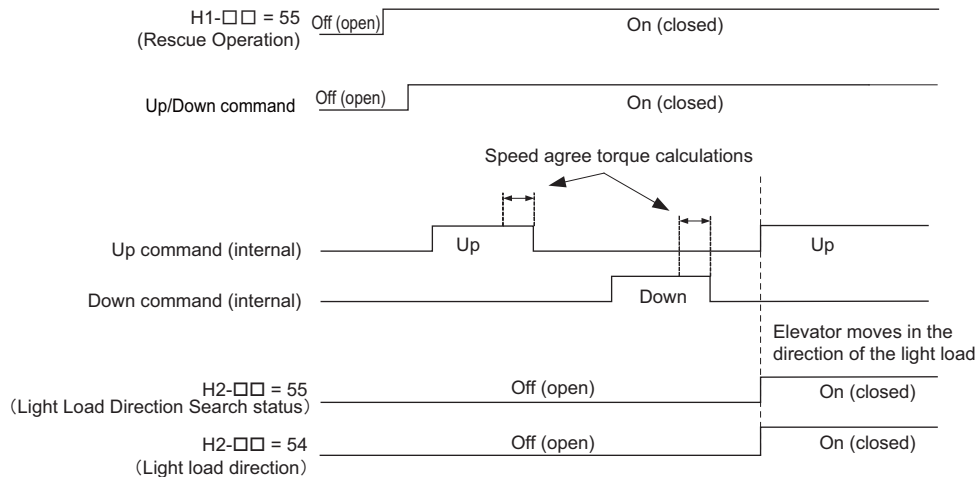 H1-□□ = 55
(Rescue Operation)
Off (open)
On (closed)
Up/Down command
Off (open)
On (closed)
Speed agree torque calculations
Up command (internal)
Up
Up
Down command (internal)
Down
Elevator moves in the
direction of the light load
H2-□□ = 55
(Light Load Direction Search status)
Off (open)
On (closed)
H2-□□ = 54
(Light load direction)
Off (open)
On (closed)